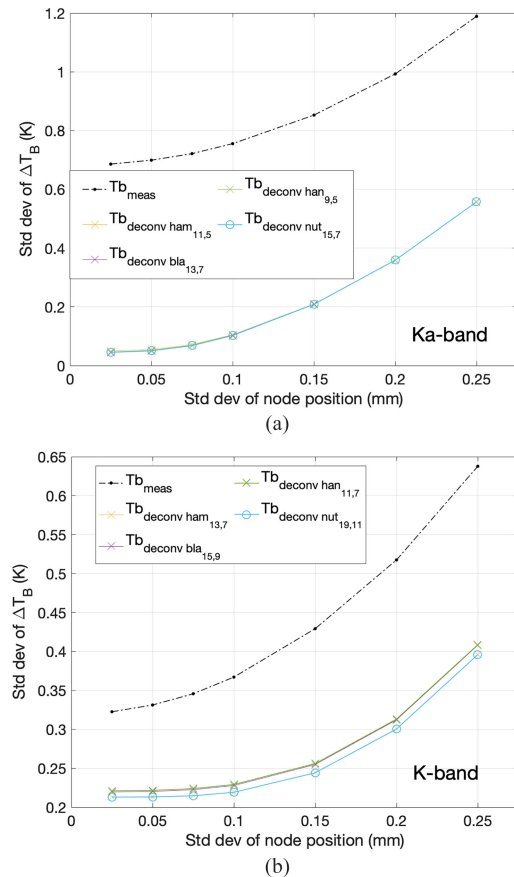 1.2
1
0.8
0.6
0.4
0.2
0
Std dev of ΔT_B (K)
Tb_meas
Tb_deconv ham_11,5
Tb_deconv bla_13,7
Tb_deconv han_9,5
Tb_deconv nut_15,7
Ka-band
0 0.05 0.1 0.15 0.2 0.25
Std dev of node position (mm)
(a)
0.65
0.6
0.55
0.5
0.45
0.4
0.35
0.3
0.25
0.2
Std dev of ΔT_B (K)
Tb_meas
Tb_deconv ham_13,7
Tb_deconv bla_15,9
Tb_deconv han_11,7
Tb_deconv nut_19,11
K-band
0 0.05 0.1 0.15 0.2 0.25
Std dev of node position (mm)
(b)